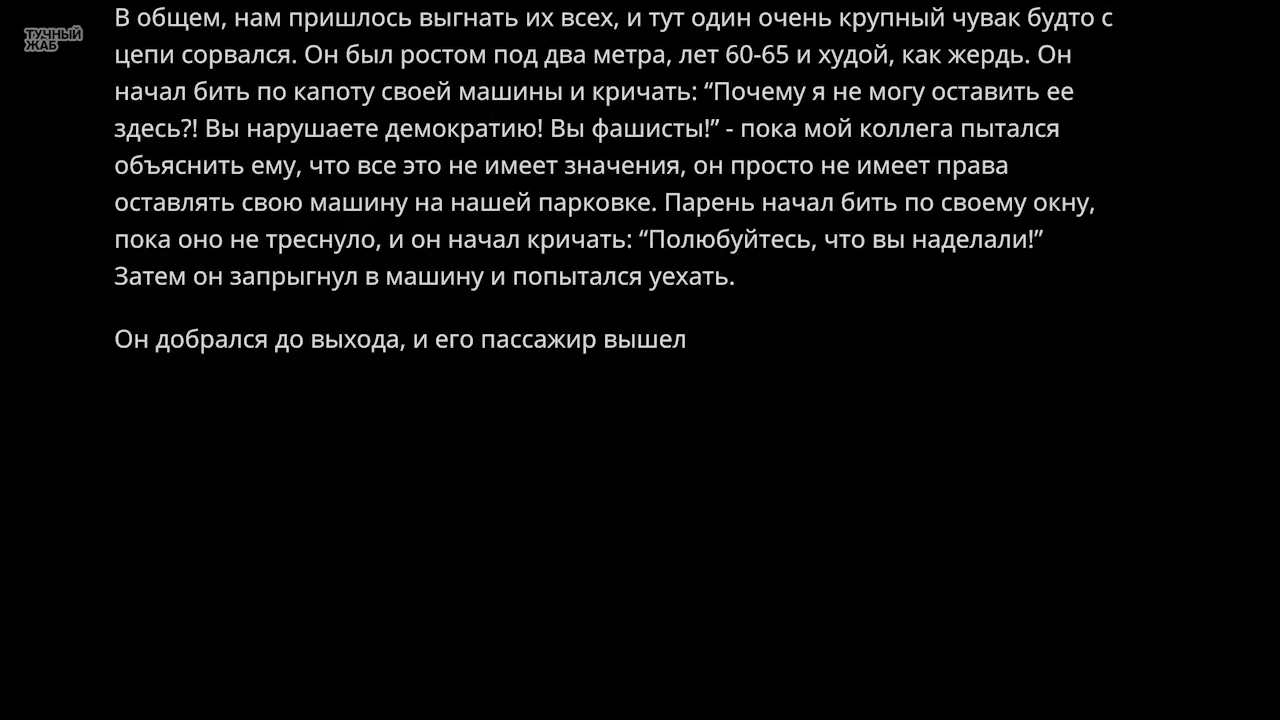 ТУЧНЫЙ
ЖАБ
В общем, нам пришлось выгнать их всех, и тут один очень крупный чувак будто с
цепи сорвался. Он был ростом под два метра, лет 60-65 и худой, как жердь. Он
начал бить по капоту своей машины и кричать: “Почему я не могу оставить ее
здесь?! Вы нарушаете демократию! Вы фашисты!” - пока мой коллега пытался
объяснить ему, что все это не имеет значения, он просто не имеет права
оставлять свою машину на нашей парковке. Парень начал бить по своему окну,
пока оно не треснуло, и он начал кричать: “Полюбуйтесь, что вы наделали!”
Затем он запрыгнул в машину и попытался уехать.
Он добрался до выхода, и его пассажир вышел